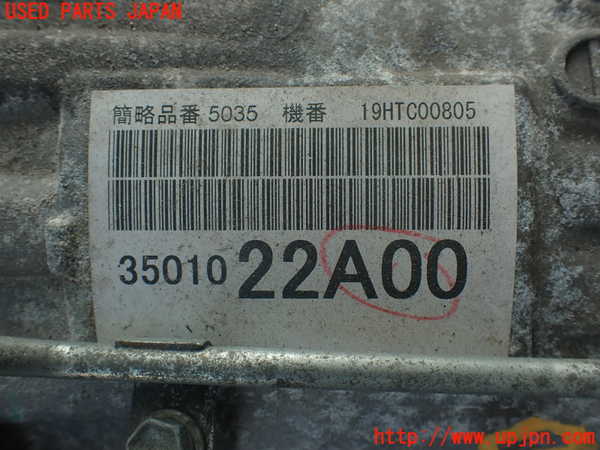 USED PARTS JAPAN
簡略品番 5035 機番 19HTC00805
35010 22A00
http://www.upjpn.com/